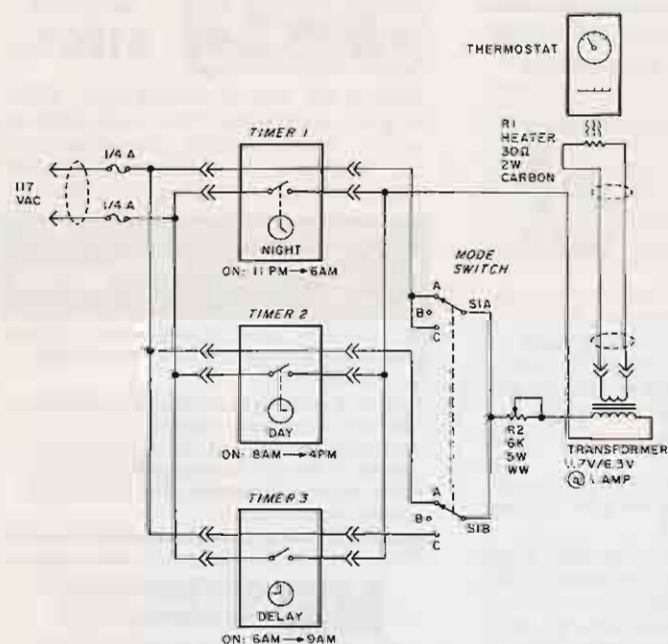 THERMOSTAT
R1
HEATER
30Ω
2W
CARBON
TIMER 1
1/4 A
117
VAC
1/4 A
NIGHT
ON: 11 PM→6AM
MODE
SWITCH
A
S1A
B
C
TIMER 2
DAY
ON: 8AM→4PM
R2
6K
5W
WW
TRANSFORMER
11.7V/6.3V
@ 1 AMP
A
B
S1B
C
TIMER 3
DELAY
ON: 6AM→9AM